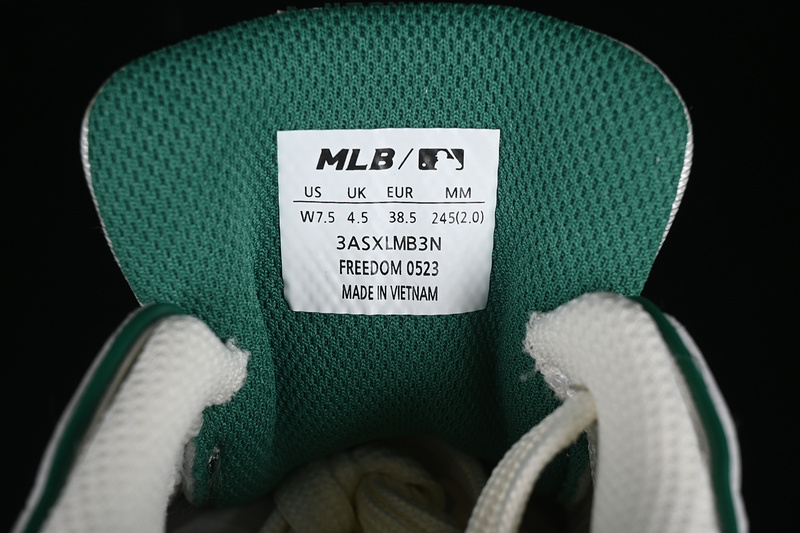 MLB /
US UK EUR MM
W7.5 4.5 38.5 245(2.0)
3ASXLMB3N
FREEDOM 0523
MADE IN VIETNAM